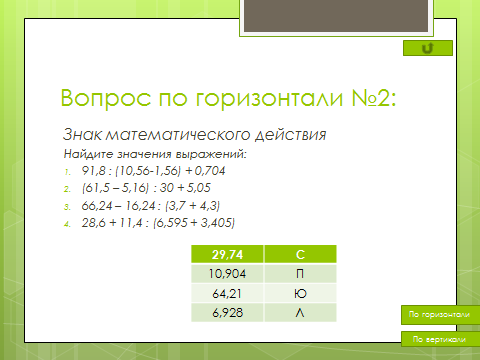 Вопрос по горизонтали №2:
Знак математического действия
Найдите значения выражений:
1. 91,8 : (10,56-1,56) + 0,704
2. (61,5 – 5,16) : 30 + 5,05
3. 66,24 – 16,24 : (3,7 + 4,3)
4. 28,6 + 11,4 : (6,595 + 3,405)
29,74 С
10,904 П
64,21 Ю
6,928 Л
По горизонтали
По вертикали